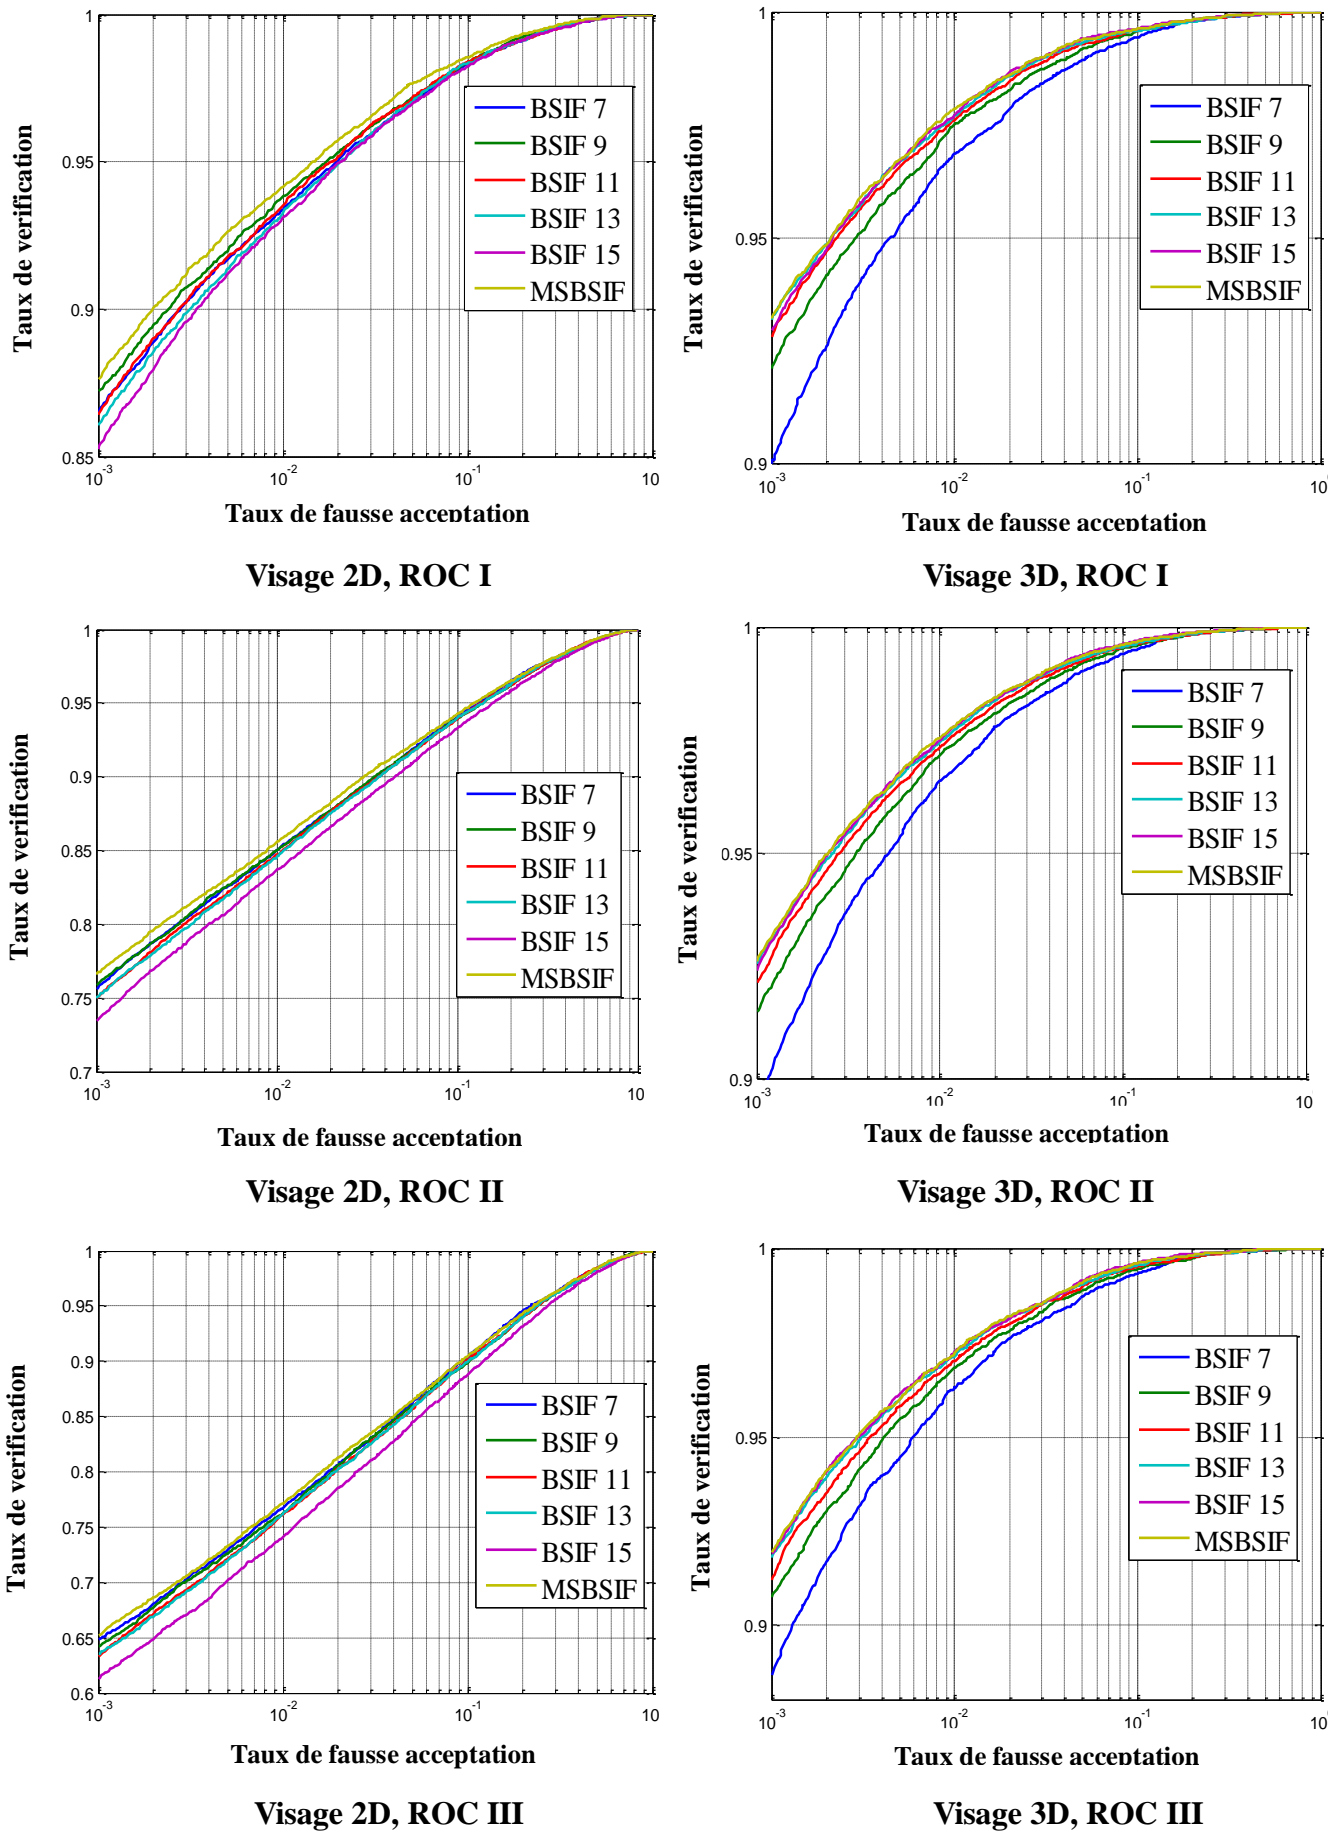 1
0.95
0.9
0.85
Taux de verification
BSIF 7
BSIF 9
BSIF 11
BSIF 13
BSIF 15
MSBSIF
10-3
10-2
10-1
10
Taux de fausse acceptation
Visage 2D, ROC I
1
0.95
0.9
Taux de verification
BSIF 7
BSIF 9
BSIF 11
BSIF 13
BSIF 15
MSBSIF
10-3
10-2
10-1
10
Taux de fausse acceptation
Visage 3D, ROC I
1
0.95
0.9
0.85
0.8
0.75
0.7
Taux de verification
BSIF 7
BSIF 9
BSIF 11
BSIF 13
BSIF 15
MSBSIF
10-3
10-2
10-1
10
Taux de fausse acceptation
Visage 2D, ROC II
1
0.95
0.9
Taux de verification
BSIF 7
BSIF 9
BSIF 11
BSIF 13
BSIF 15
MSBSIF
10-3
10-2
10-1
10
Taux de fausse acceptation
Visage 3D, ROC II
1
0.95
0.9
0.85
0.8
0.75
0.7
0.65
0.6
Taux de verification
BSIF 7
BSIF 9
BSIF 11
BSIF 13
BSIF 15
MSBSIF
10-3
10-2
10-1
10
Taux de fausse acceptation
Visage 2D, ROC III
1
0.95
0.9
Taux de verification
BSIF 7
BSIF 9
BSIF 11
BSIF 13
BSIF 15
MSBSIF
10-3
10-2
10-1
10
Taux de fausse acceptation
Visage 3D, ROC III